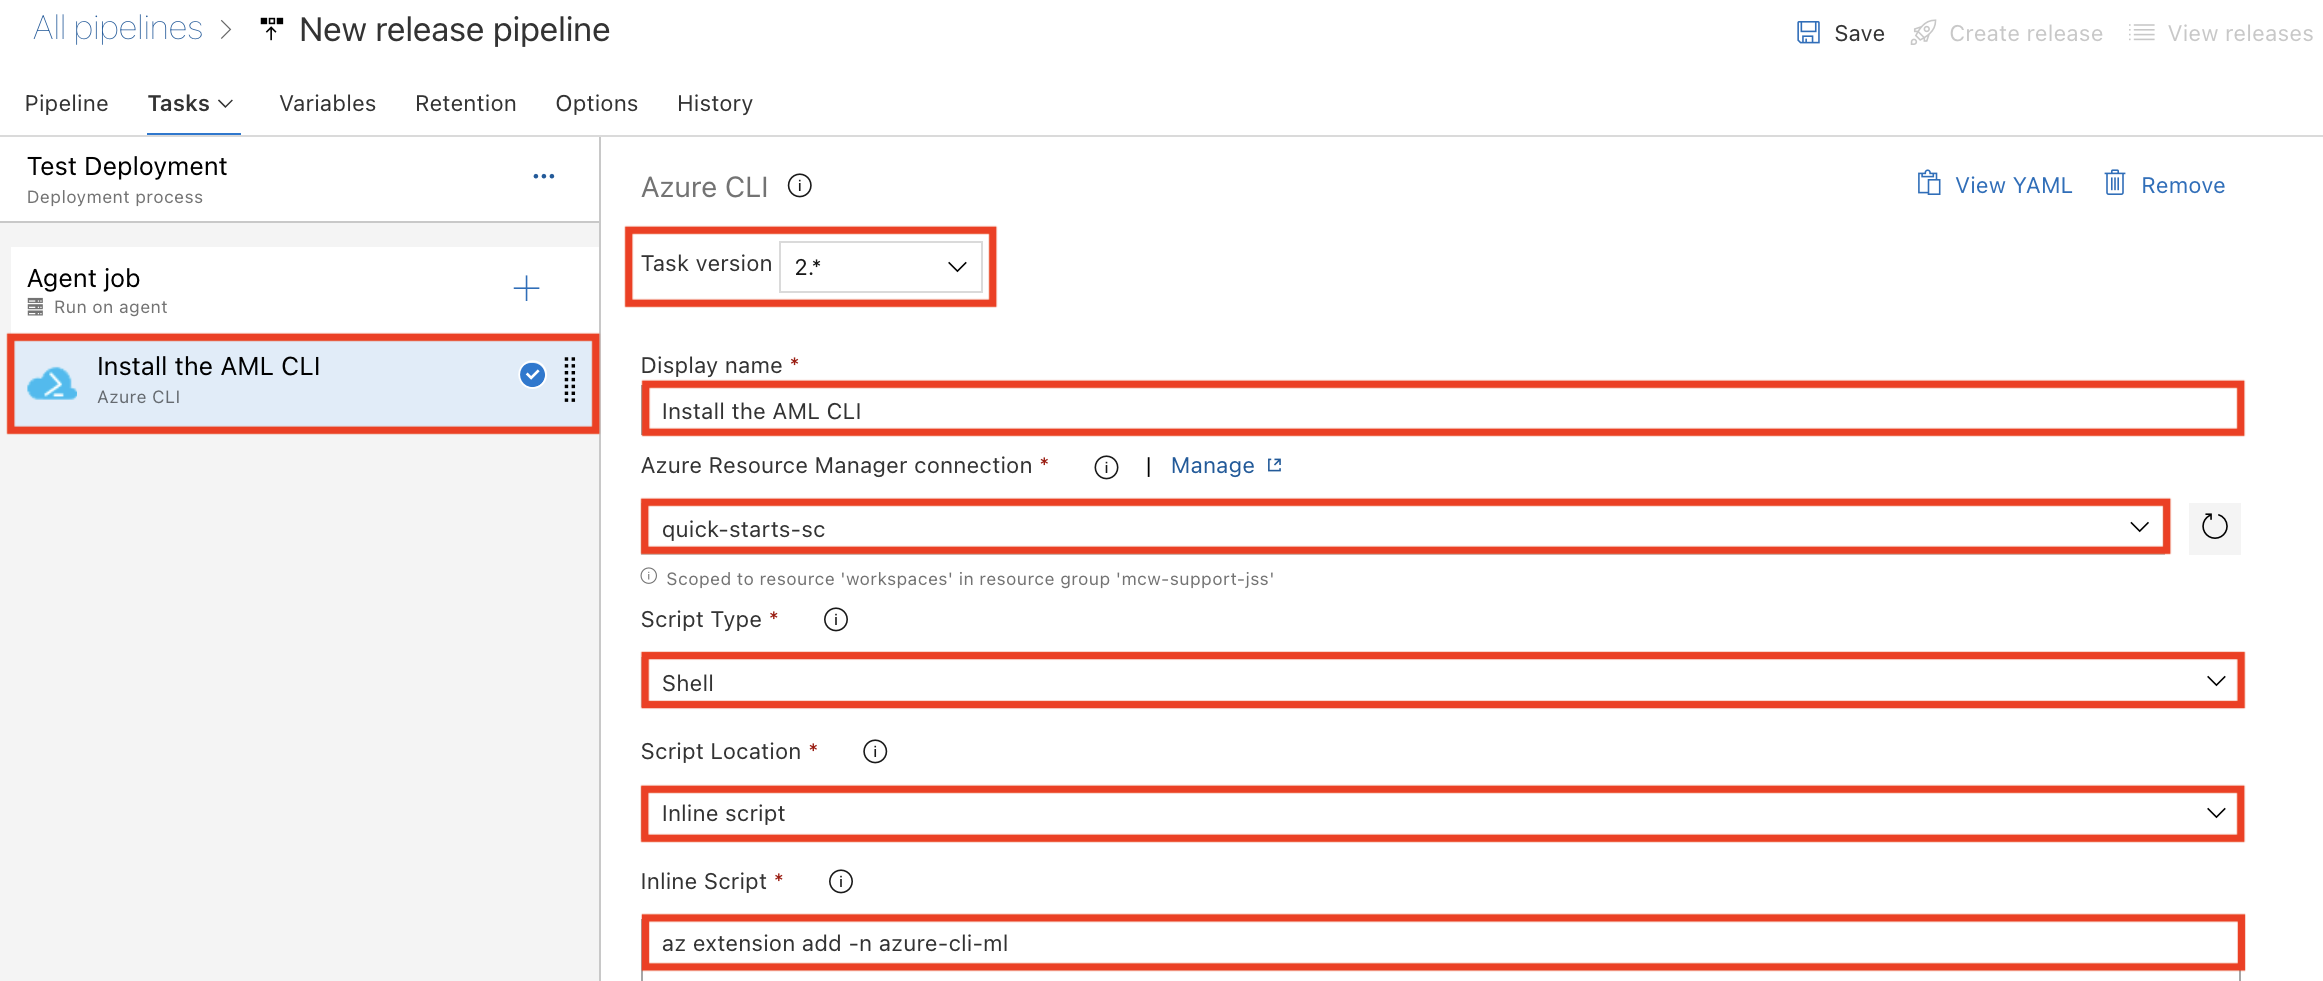 All pipelines > New release pipeline
Save Create release View releases
Pipeline Tasks Variables Retention Options History
Test Deployment
Deployment process
Agent job
Run on agent
Install the AML CLI
Azure CLI
Azure CLI
View YAML Remove
Task version 2.*
Display name *
Install the AML CLI
Azure Resource Manager connection * | Manage
quick-starts-sc
Scoped to resource 'workspaces' in resource group 'mcw-support-jss'
Script Type *
Shell
Script Location *
Inline script
Inline Script *
az extension add -n azure-cli-ml